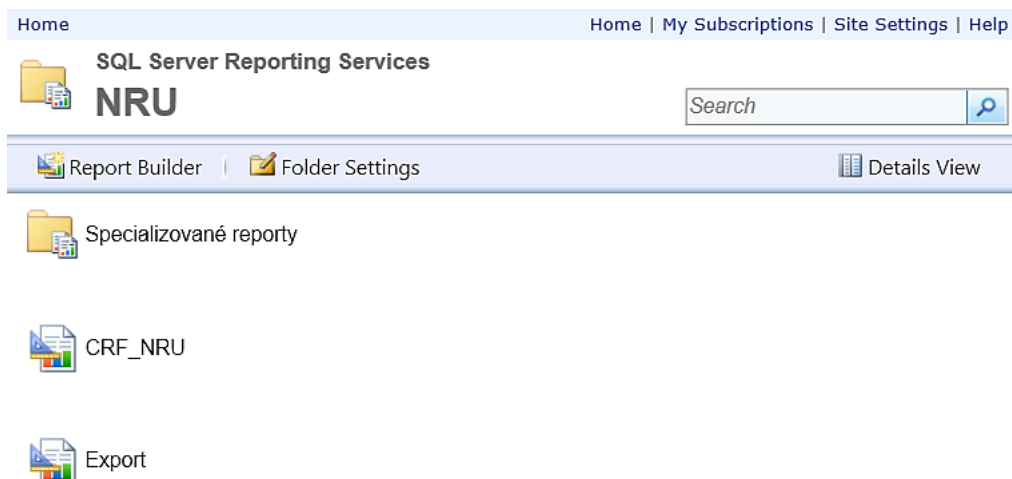 Home
Home | My Subscriptions | Site Settings | Help
SQL Server Reporting Services
NRU
Search
Report Builder | Folder Settings
Details View
Specializované reporty
CRF_NRU
Export